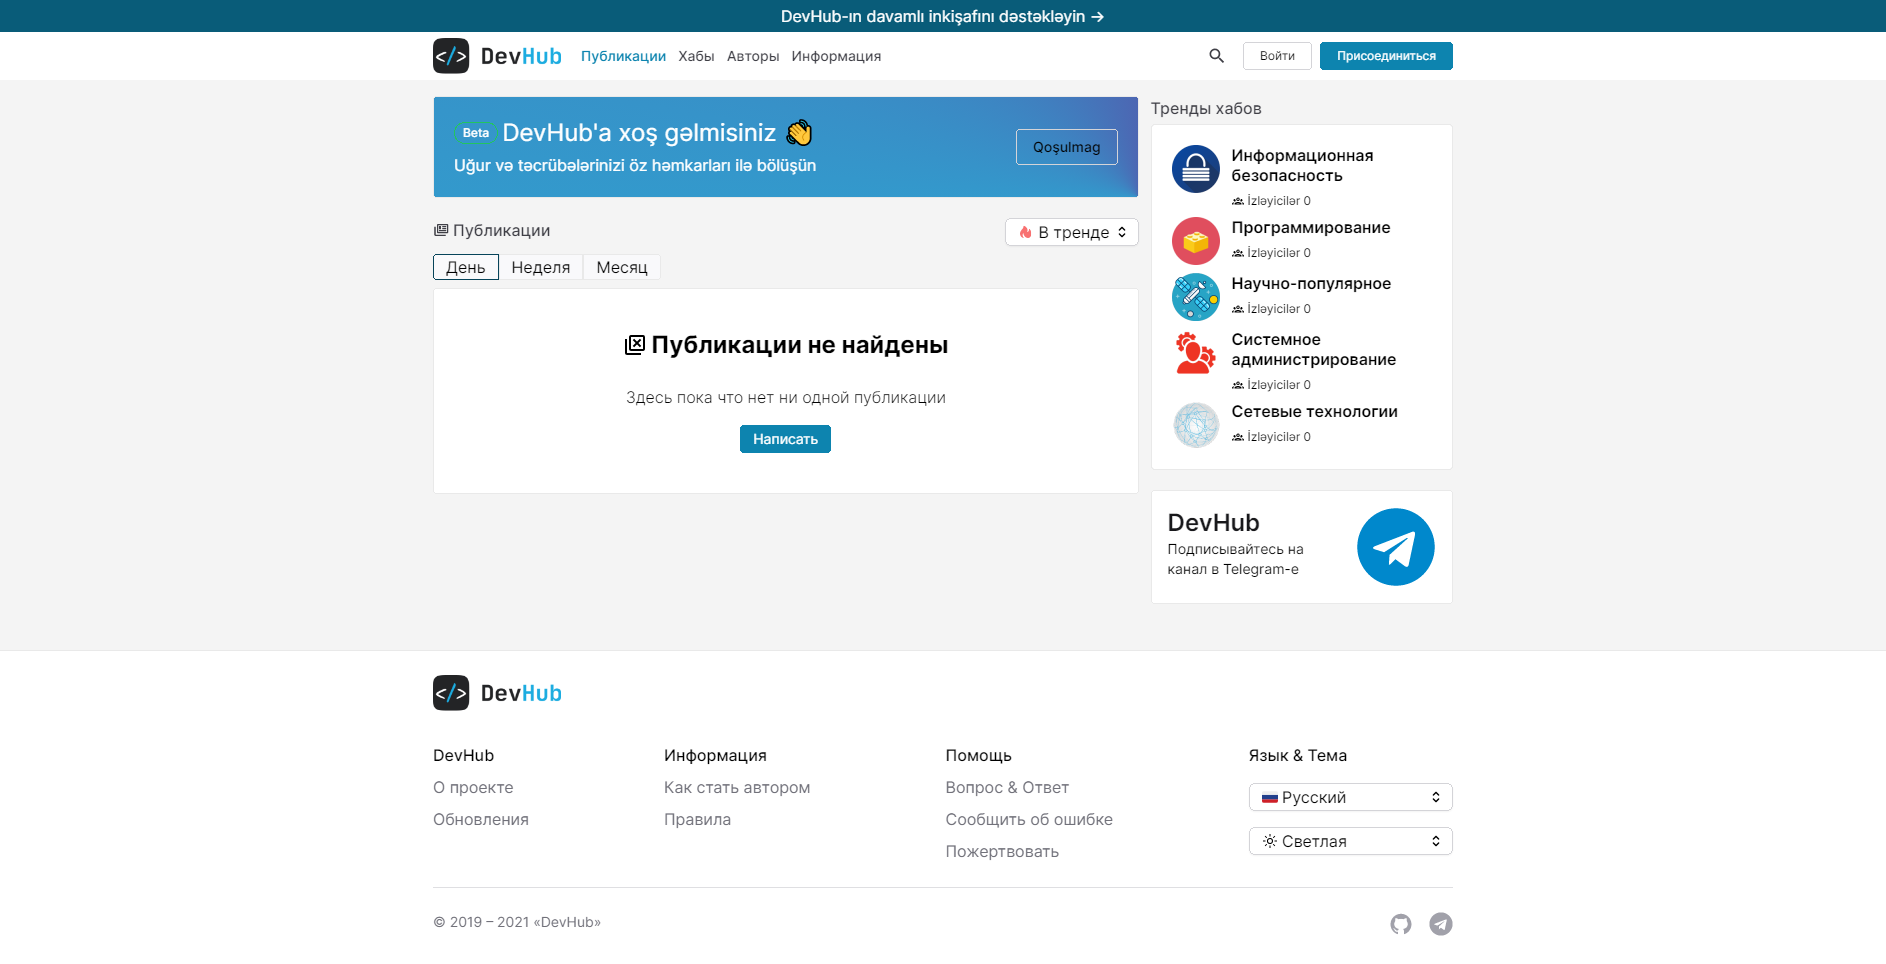 DevHub-ın davamlı inkişafını dəstəkləyin →
DevHub
Публикации Хабы Авторы Информация
Войти
Присоединиться
Beta DevHub'a xoş gəlmisiniz 👏
Uğur və təcrübələrinizi öz həmkarları ilə bölüşün
Qoşulmag
Публикации
В тренде
День Неделя Месяц
Публикации не найдены
Здесь пока что нет ни одной публикации
Написать
Тренды хабов
Информационная
безопасность
İzləyicilər 0
Программирование
İzləyicilər 0
Научно-популярное
İzləyicilər 0
Системное
администрирование
İzləyicilər 0
Сетевые технологии
İzləyicilər 0
DevHub
Подписывайтесь на
канал в Telegram-е
DevHub
DevHub
О проекте
Обновления
Информация
Как стать автором
Правила
Помощь
Вопрос & Ответ
Сообщить об ошибке
Пожертвовать
Язык & Тема
Русский
Светлая
© 2019 – 2021 «DevHub»